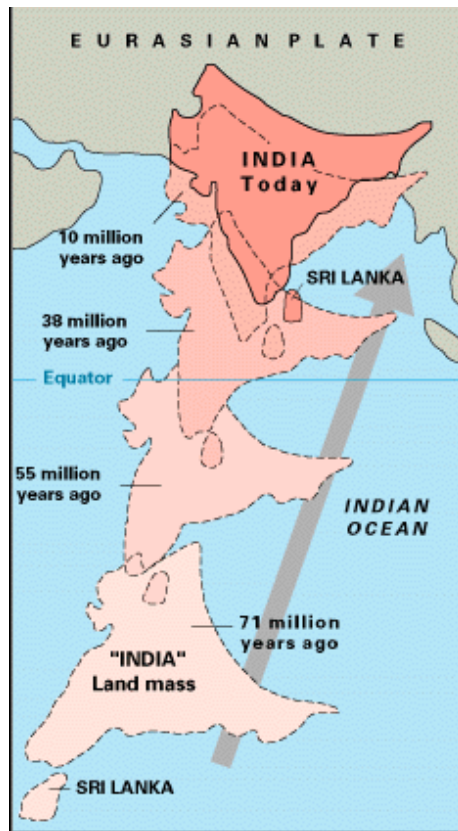 EURASIAN PLATE
INDIA
Today
10 million
years ago
SRI LANKA
38 million
years ago
Equator
55 million
years ago
INDIAN
OCEAN
71 million
years ago
"INDIA"
Land mass
SRI LANKA